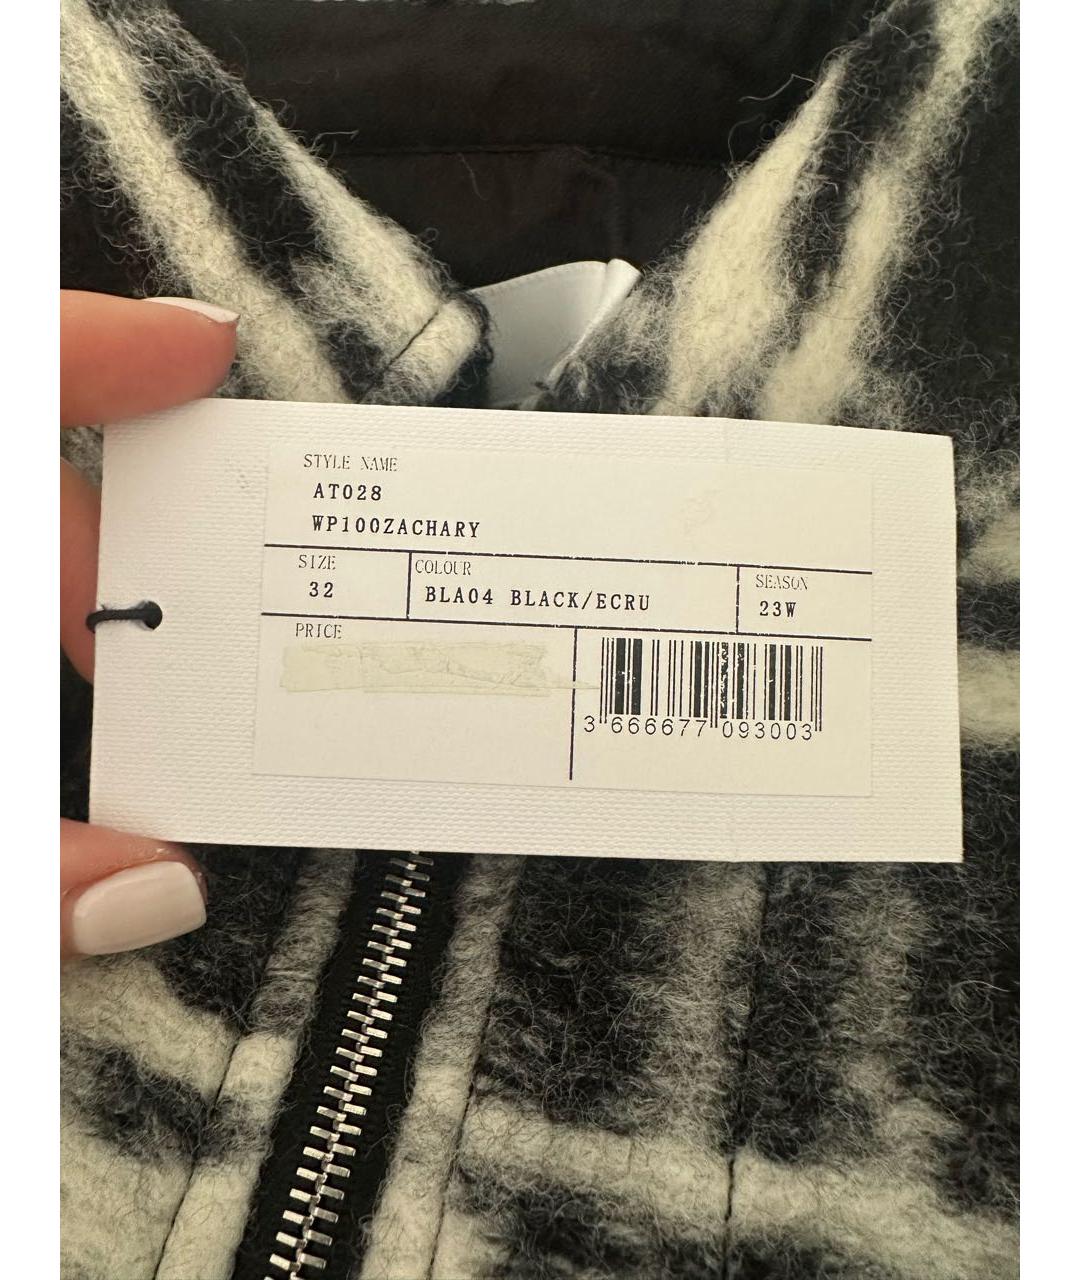 STYLE NAME
AT028
WP100ZACHARY
SIZE
32
COLOUR
BLA04 BLACK/ECRU
SEASON
23W
PRICE
3 666677 093003